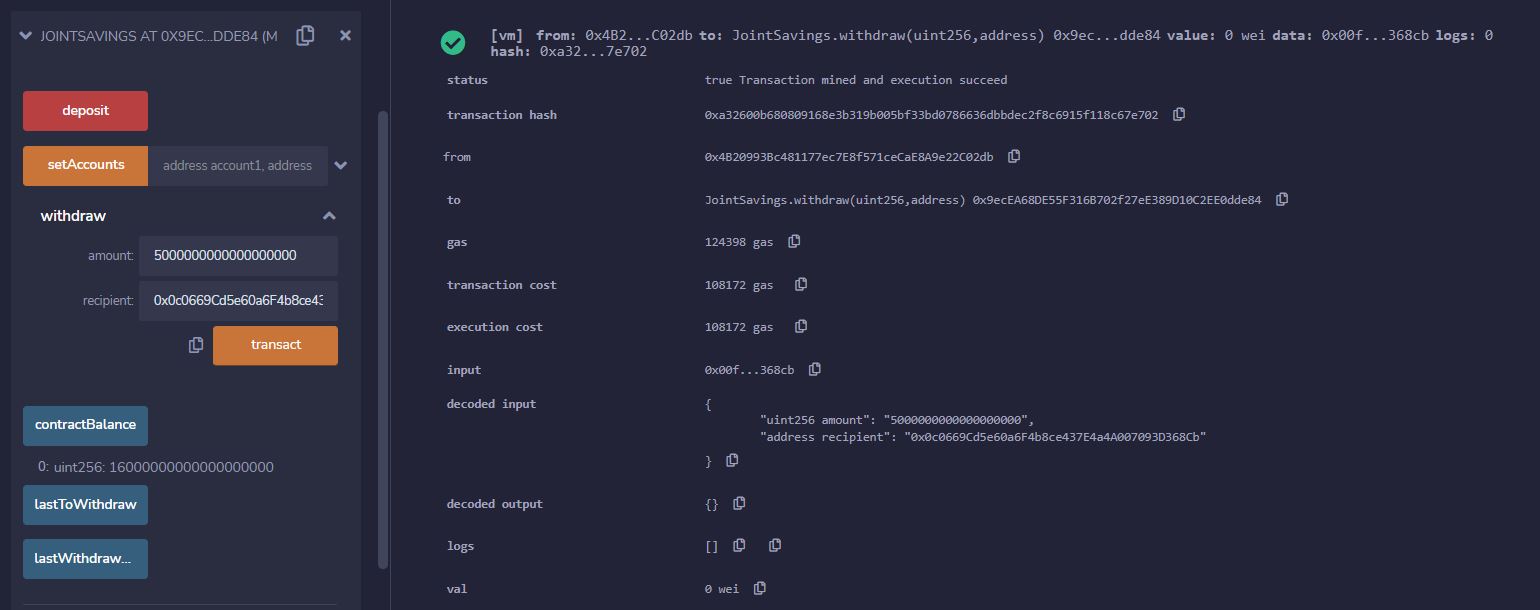 JOINTSAVINGS AT 0X9EC...DDE84 (M
deposit
setAccounts address account1, address
withdraw
amount: 5000000000000000000
recipient: 0x0c0669Cd5e60a6F4b8ce43
transact
contractBalance
0: uint256: 16000000000000000000
lastToWithdraw
lastWithdraw...
[vm] from: 0x4B2...C02db to: JointSavings.withdraw(uint256,address) 0x9ec...dde84 value: 0 wei data: 0x00f...368cb logs: 0
hash: 0xa32...7e702
status true Transaction mined and execution succeed
transaction hash 0xa32600b680809168e3b319b005bf33bd0786636dbbdec2f8c6915f118c67e702
from 0x4B20993Bc481177ec7E8f571ceCaE8A9e22C02db
to JointSavings.withdraw(uint256,address) 0x9ecEA68DE55F316B702f27eE389D10C2EE0dde84
gas 124398 gas
transaction cost 108172 gas
execution cost 108172 gas
input 0x00f...368cb
decoded input {
"uint256 amount": "5000000000000000000",
"address recipient": "0x0c0669Cd5e60a6F4b8ce437E4a4A007093D368Cb"
}
decoded output {}
logs []
val 0 wei